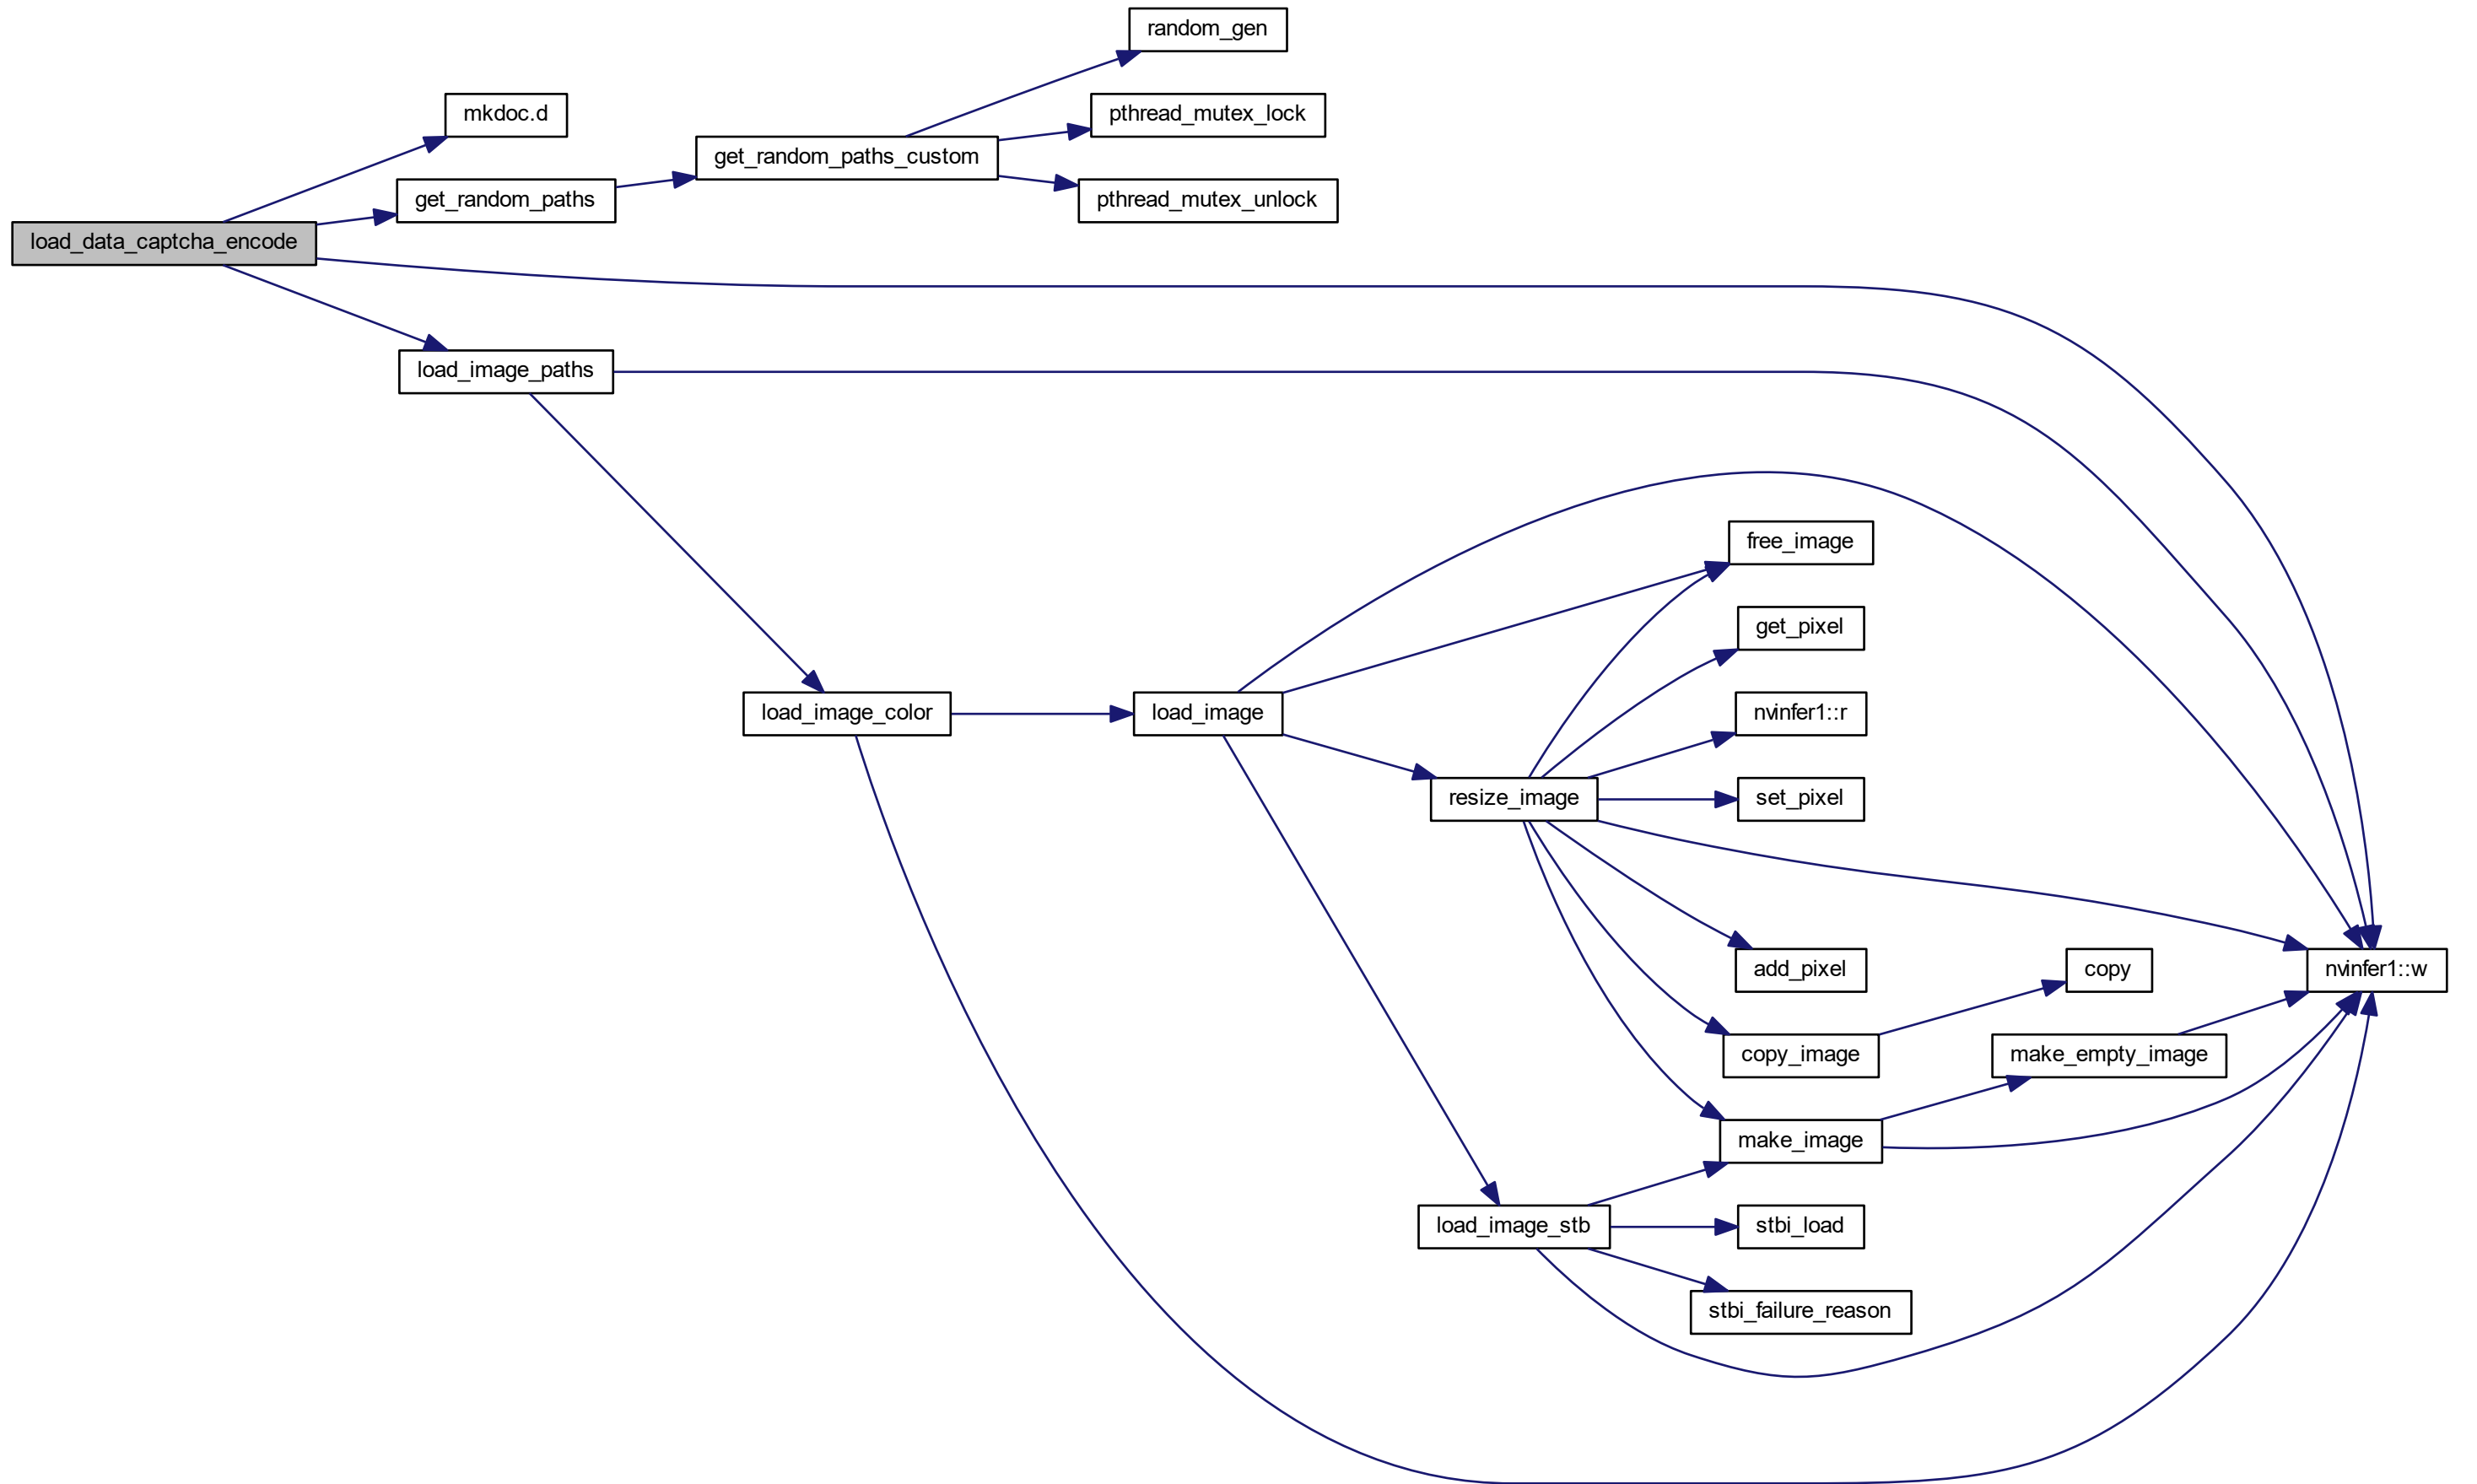 random_gen
mkdoc.d
pthread_mutex_lock
get_random_paths_custom
get_random_paths
pthread_mutex_unlock
load_data_captcha_encode
load_image_paths
free_image
get_pixel
load_image_color
load_image
nvinfer1::r
resize_image
set_pixel
add_pixel
copy
nvinfer1::w
copy_image
make_empty_image
make_image
load_image_stb
stbi_load
stbi_failure_reason